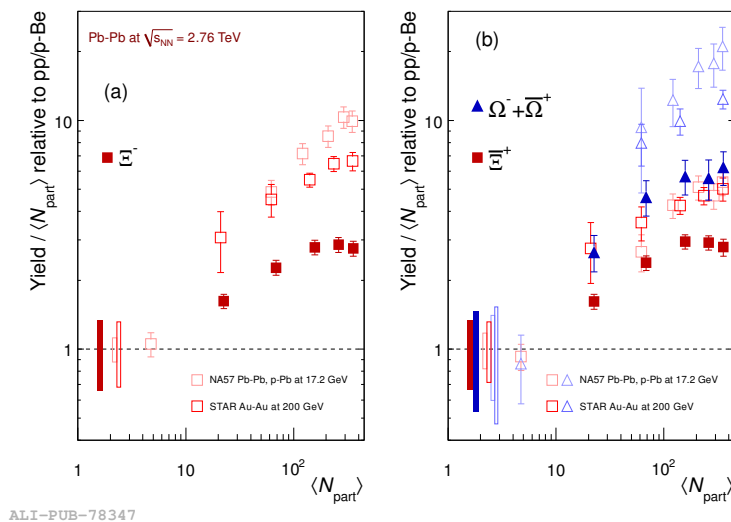 Pb-Pb at √sNN = 2.76 TeV
(a)
Ξ⁻
Yield / ⟨Npart⟩ relative to pp/p-Be
10
1
NA57 Pb-Pb, p-Pb at 17.2 GeV
STAR Au-Au at 200 GeV
1 10 10²
⟨Npart⟩
(b)
Ω⁻+Ω̅⁺
Ξ̅⁺
Yield / ⟨Npart⟩ relative to pp/p-Be
10
1
NA57 Pb-Pb, p-Pb at 17.2 GeV
STAR Au-Au at 200 GeV
1 10 10²
⟨Npart⟩
ALI-PUB-78347